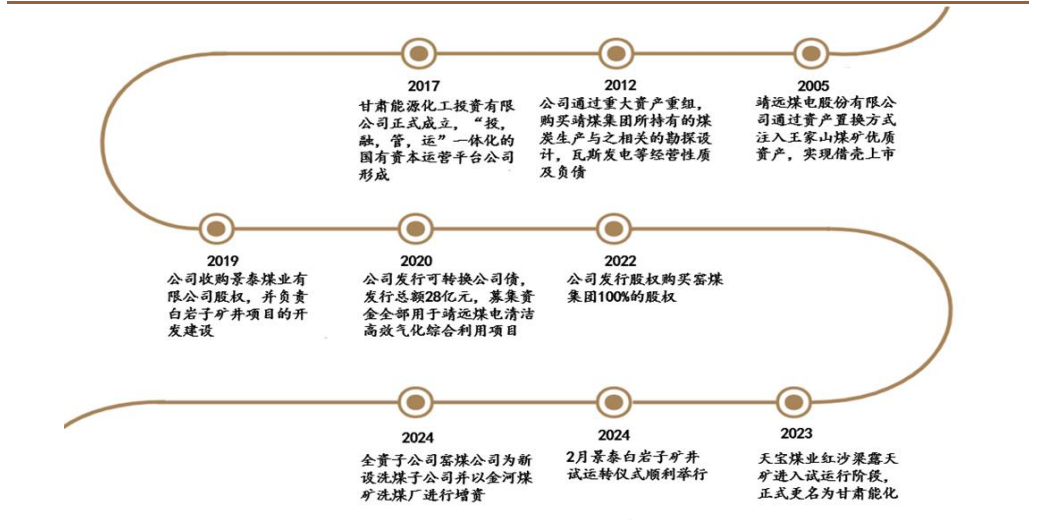 2017
甘肃能源化工投资有限
公司正式成立，“投，
融，管，运”一体化的
国有资本运营平台公司
形成
2012
公司通过重大资产重组，
购买靖煤集团所持有的煤
炭生产与之相关的勘探设
计，瓦斯发电等经营性质
及负债
2005
靖远煤电股份有限公
司通过资产置换方式
注入王家山煤矿优质
资产，实现借壳上市
2019
公司收购景泰煤业有
限公司股权，并负责
白岩子矿井项目的开
发建设
2020
公司发行可转换公司债，
发行总额28亿元，募集资
金全部用于靖远煤电清洁
高效气化综合利用项目
2022
公司发行股权购买窑煤
集团100%的股权
2024
全资子公司窑煤公司为新
设洗煤子公司并以金河煤
矿洗煤厂进行增资
2024
2月景泰白岩子矿井
试运转仪式顺利举行
2023
天宝煤业红沙梁露天
矿进入试运行阶段，
正式更名为甘肃能化